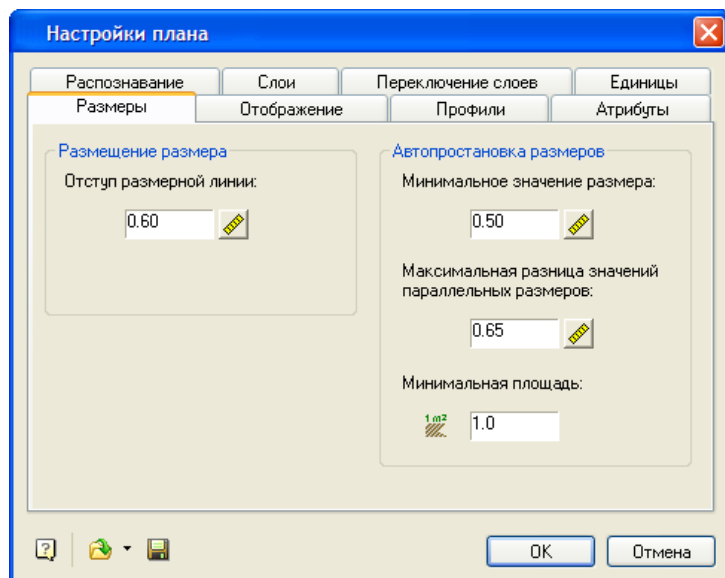 Настройки плана
Распознавание Слои Переключение слоев Единицы
Размеры Отображение Профили Атрибуты
Размещение размера
Отступ размерной линии:
0.60
Автопростановка размеров
Минимальное значение размера:
0.50
Максимальная разница значений
параллельных размеров:
0.65
Минимальная площадь:
1 m2
1.0
OK Отмена